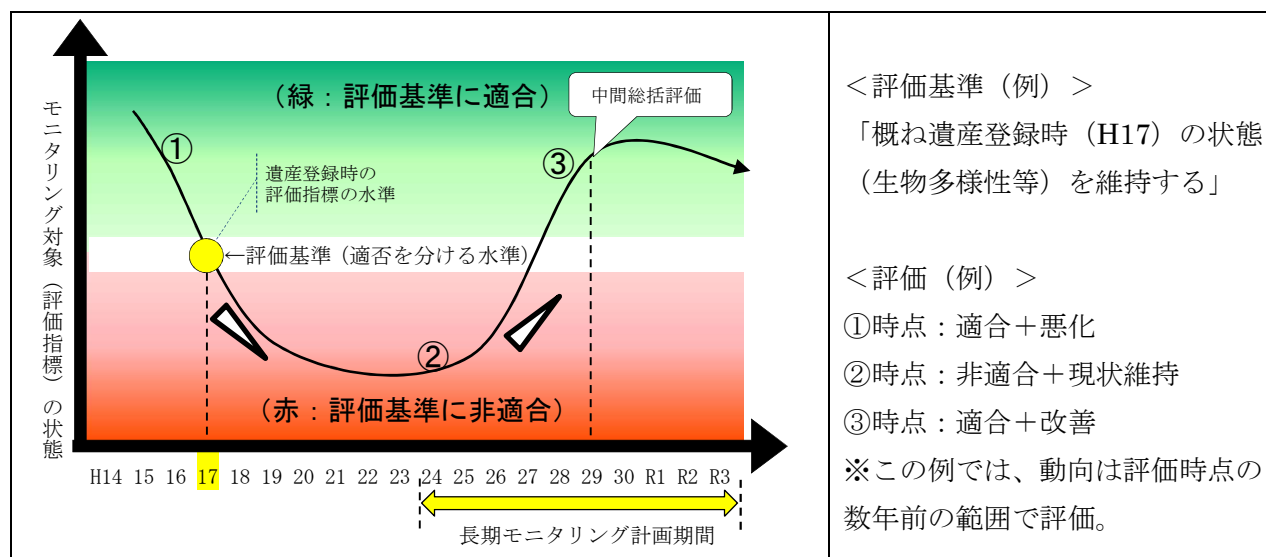 モニタリング対象(評価指標)の状態
(緑:評価基準に適合)
中間総括評価
①
③
遺産登録時の
評価指標の水準
←評価基準(適否を分ける水準)
②
(赤:評価基準に非適合)
H14 15 16 17 18 19 20 21 22 23 24 25 26 27 28 29 30 R1 R2 R3
長期モニタリング計画期間
<評価基準(例)>
「概ね遺産登録時(H17)の状態
(生物多様性等)を維持する」
<評価(例)>
①時点:適合+悪化
②時点:非適合+現状維持
③時点:適合+改善
※この例では、動向は評価時点の
数年前の範囲で評価。